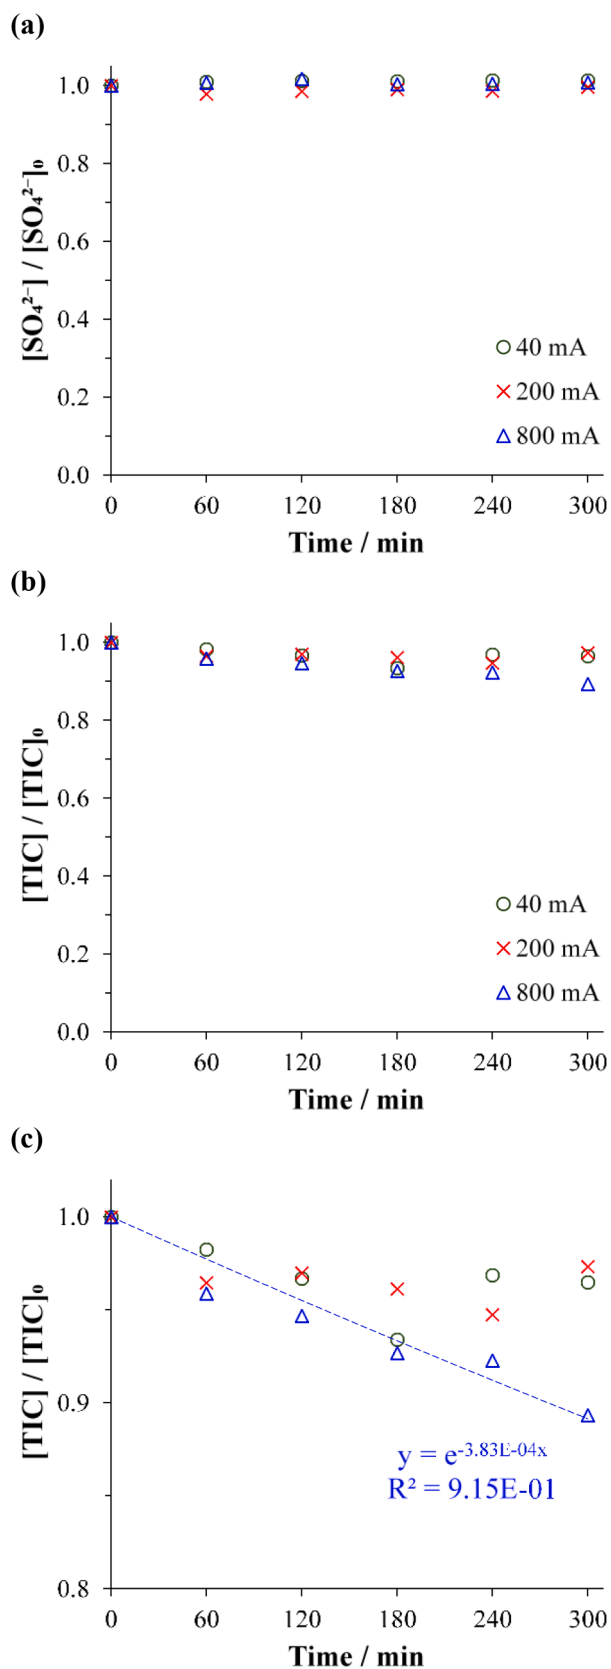 (a)
[SO₄²⁻] / [SO₄²⁻]₀
1.0
0.8
0.6
0.4
0.2
0.0
40 mA
200 mA
800 mA
0 60 120 180 240 300
Time / min
(b)
[TIC] / [TIC]₀
1.0
0.8
0.6
0.4
0.2
0.0
40 mA
200 mA
800 mA
0 60 120 180 240 300
Time / min
(c)
[TIC] / [TIC]₀
1.0
0.9
0.8
y = e^-3.83E-04x
R² = 9.15E-01
0 60 120 180 240 300
Time / min